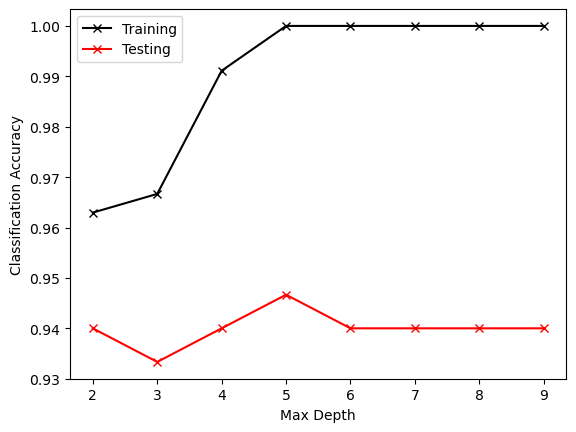 Training
Testing
1.00
0.99
0.98
0.97
0.96
0.95
0.94
0.93
Classification Accuracy
2 3 4 5 6 7 8 9
Max Depth